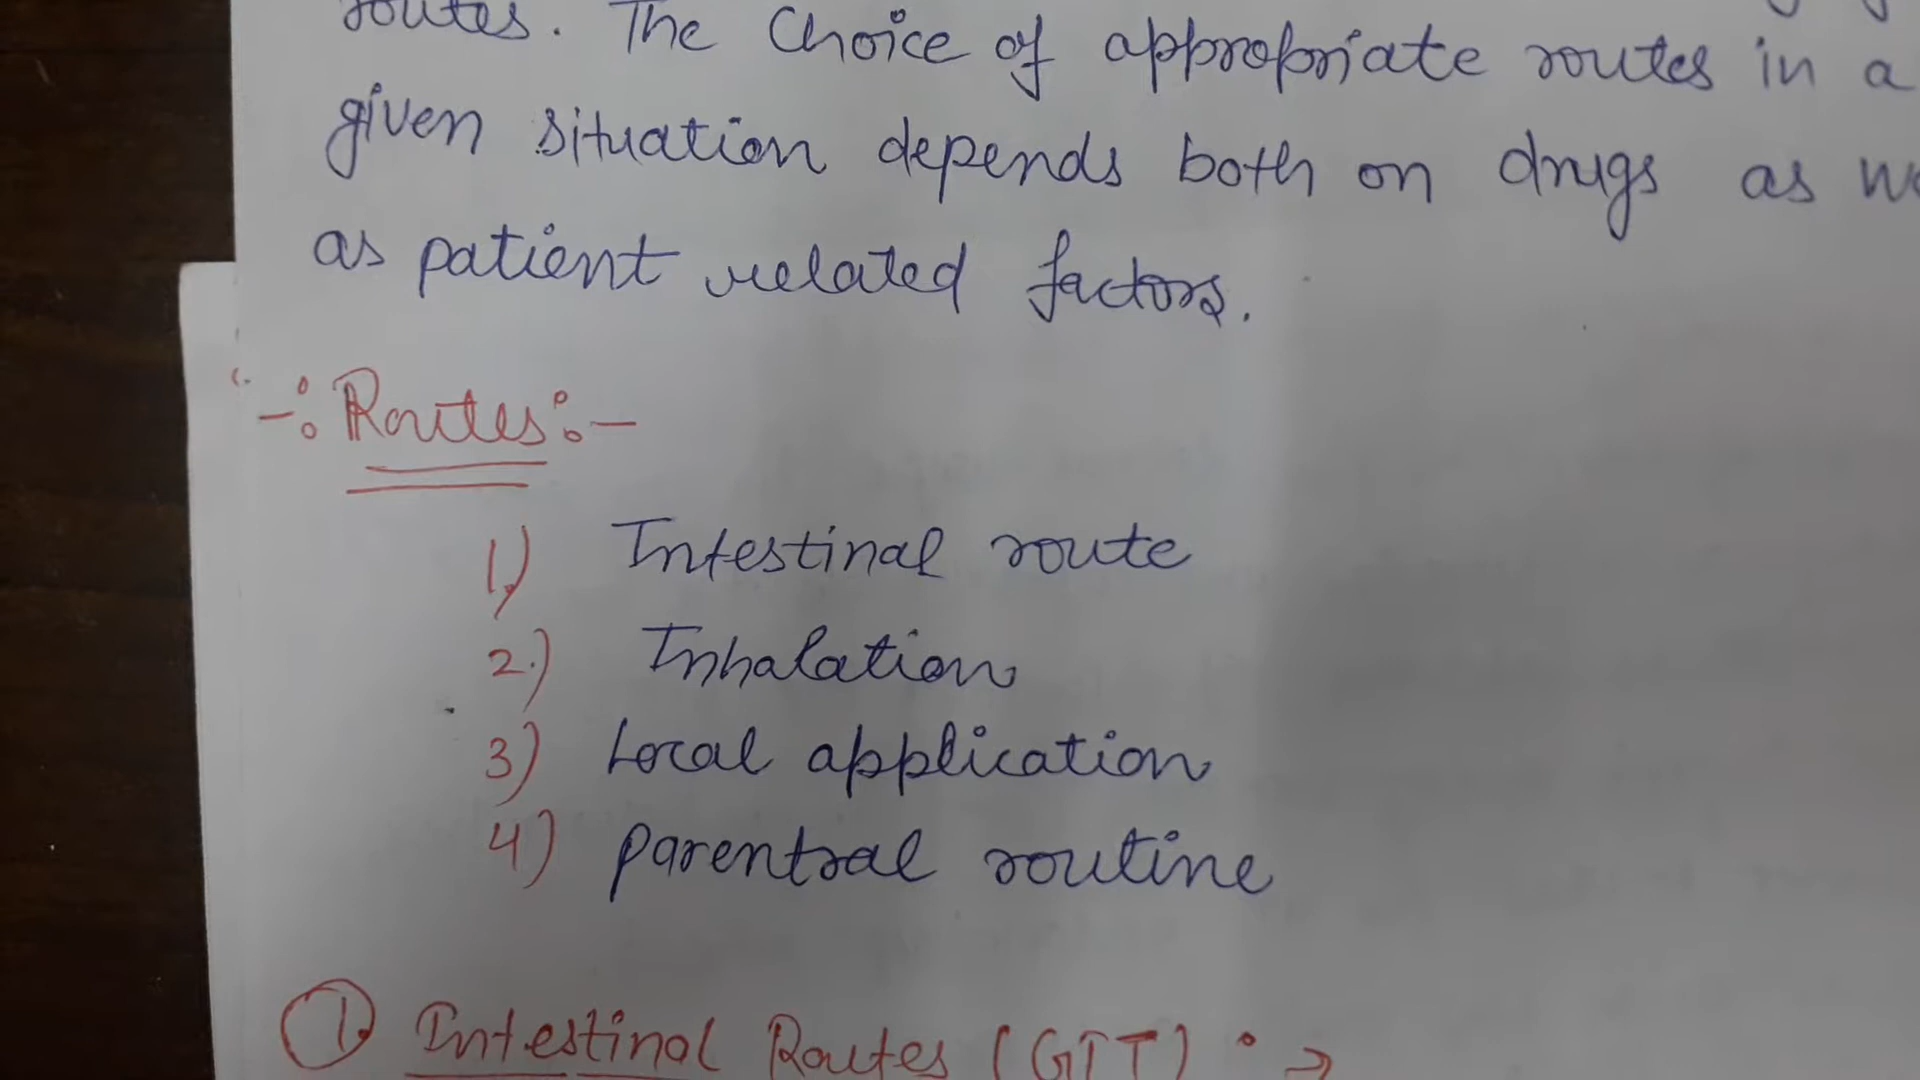 routes. The Choice of appropriate routes in a
given situation depends both on drugs as
as patient related factors.
-: Routes:-
1.) Intestinal route
2.) Inhalation
3) Local application
4) parentral routine
1. Intestinal Routes (GIT) : →